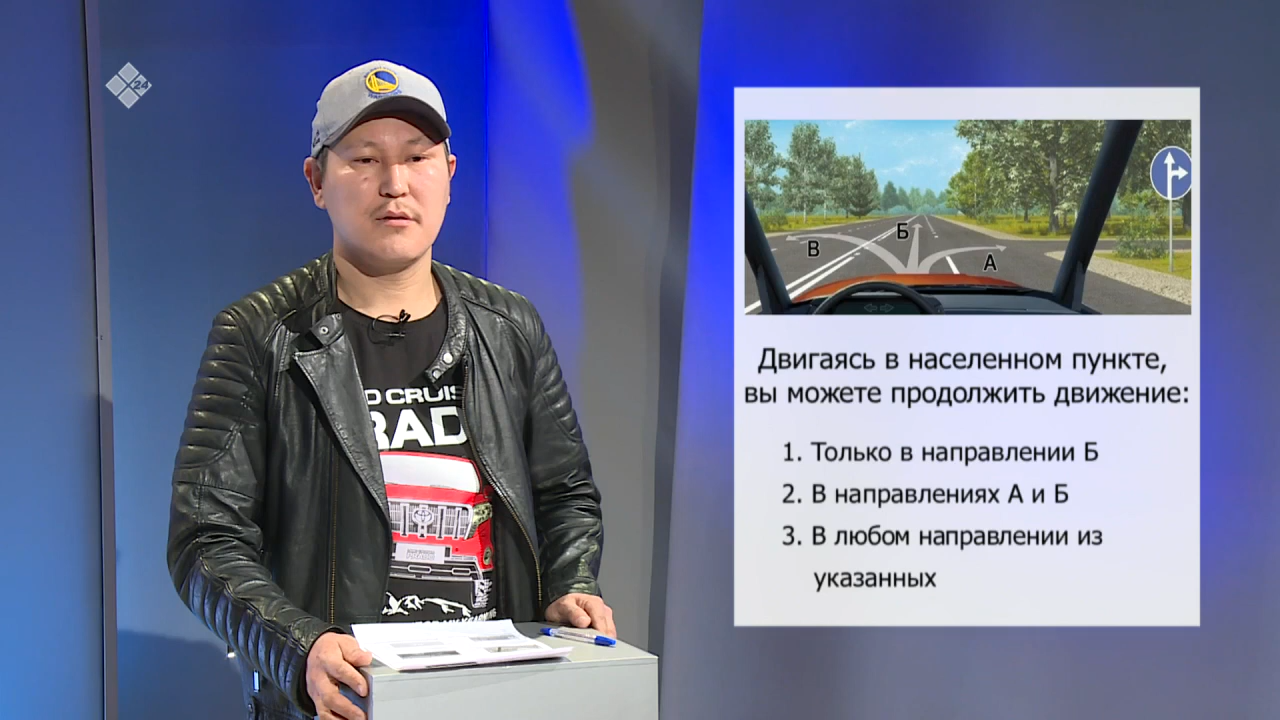 24
D CRUIS
RAD
В
Б
А
Двигаясь в населенном пункте,
вы можете продолжить движение:
1. Только в направлении Б
2. В направлениях А и Б
3. В любом направлении из
указанных